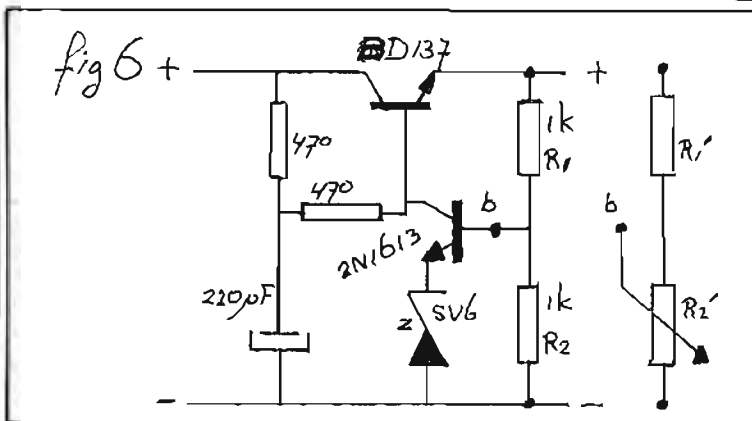 fig 6 +
BD137
+
470
1k
R1
R1'
470
b
b
2N1613
220µF
z
5V6
1k
R2
R2'
-
-